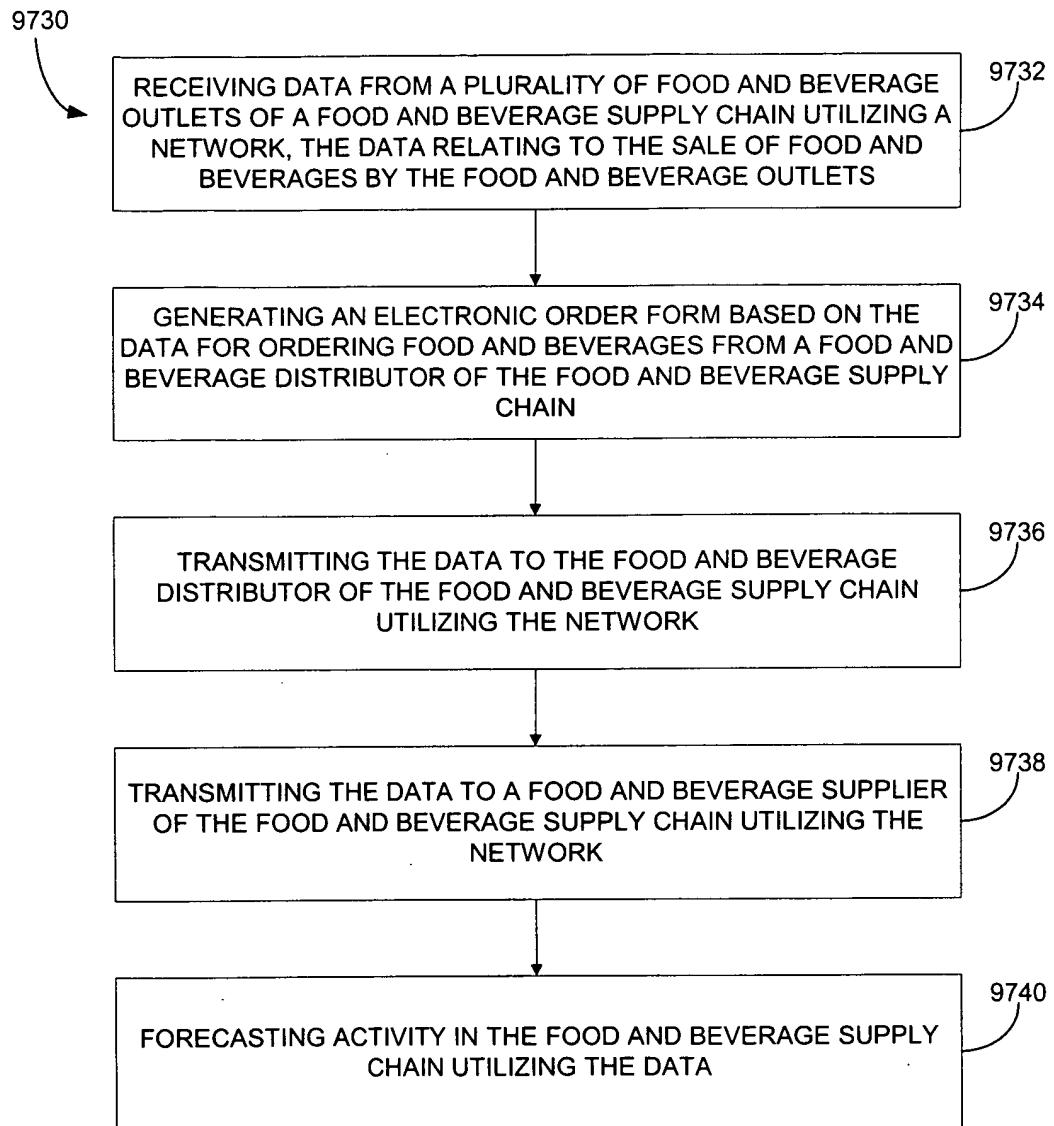 9730
RECEIVING DATA FROM A PLURALITY OF FOOD AND BEVERAGE
OUTLETS OF A FOOD AND BEVERAGE SUPPLY CHAIN UTILIZING A
NETWORK, THE DATA RELATING TO THE SALE OF FOOD AND
BEVERAGES BY THE FOOD AND BEVERAGE OUTLETS
9732
GENERATING AN ELECTRONIC ORDER FORM BASED ON THE
DATA FOR ORDERING FOOD AND BEVERAGES FROM A FOOD AND
BEVERAGE DISTRIBUTOR OF THE FOOD AND BEVERAGE SUPPLY
CHAIN
9734
TRANSMITTING THE DATA TO THE FOOD AND BEVERAGE
DISTRIBUTOR OF THE FOOD AND BEVERAGE SUPPLY CHAIN
UTILIZING THE NETWORK
9736
TRANSMITTING THE DATA TO A FOOD AND BEVERAGE SUPPLIER
OF THE FOOD AND BEVERAGE SUPPLY CHAIN UTILIZING THE
NETWORK
9738
FORECASTING ACTIVITY IN THE FOOD AND BEVERAGE SUPPLY
CHAIN UTILIZING THE DATA
9740